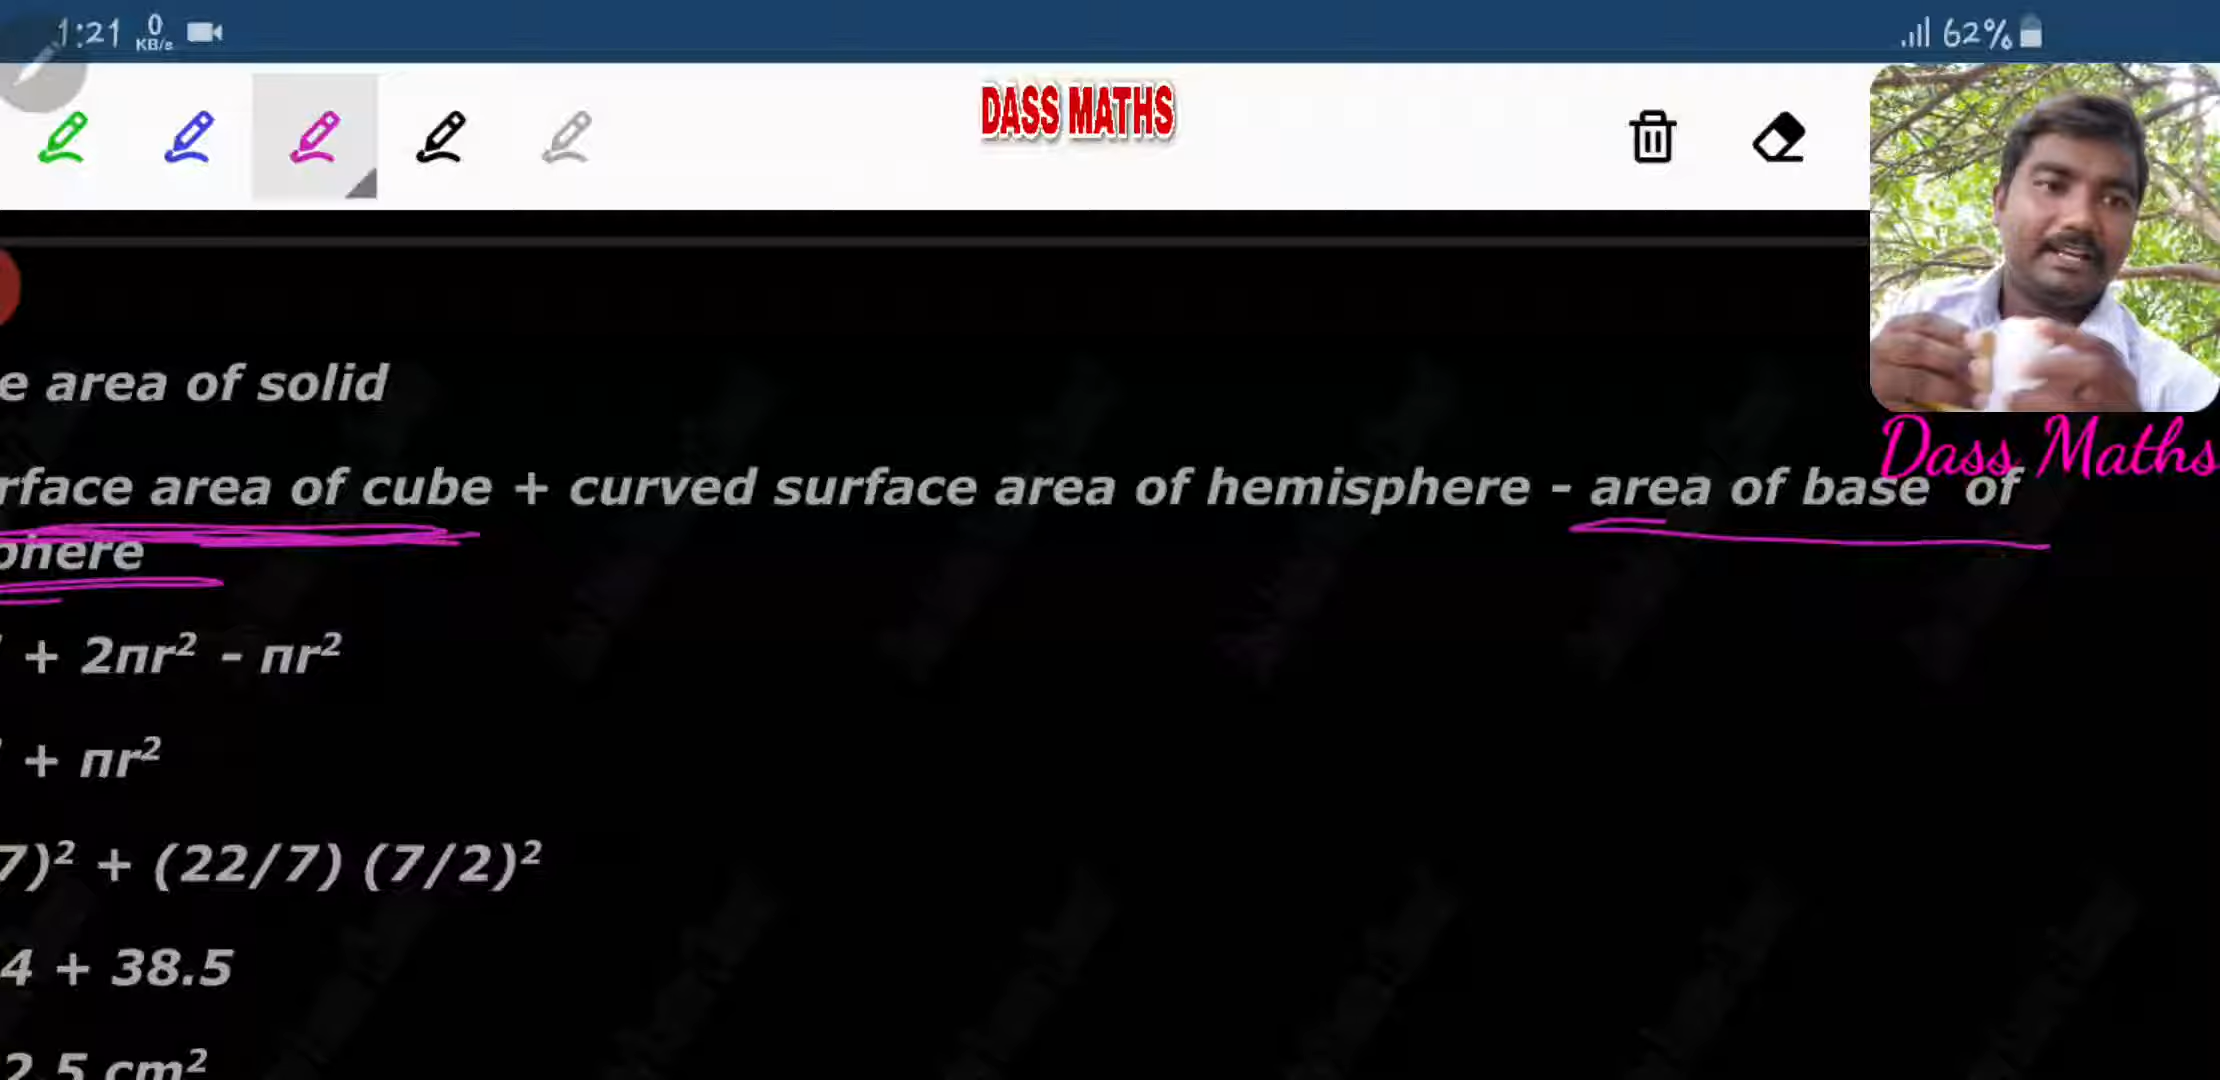 1:21 0 KB/s 62%
DASS MATHS
Dass Maths
e area of solid
rface area of cube + curved surface area of hemisphere - area of base of
phere
+ 2πr² - πr²
+ πr²
7)² + (22/7) (7/2)²
4 + 38.5
2.5 cm²